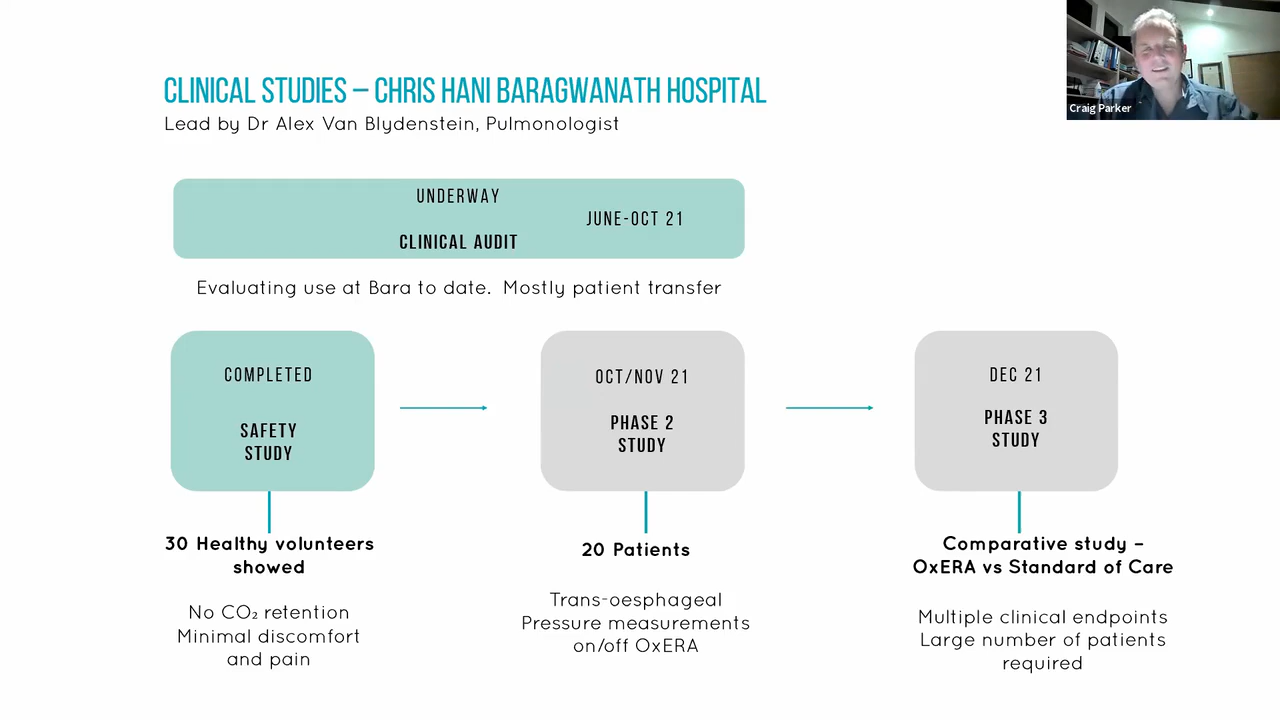 CLINICAL STUDIES – CHRIS HANI BARAGWANATH HOSPITAL
Lead by Dr Alex Van Blydenstein, Pulmonologist
Craig Parker
UNDERWAY
JUNE-OCT 21
CLINICAL AUDIT
Evaluating use at Bara to date. Mostly patient transfer
COMPLETED
SAFETY
STUDY
30 Healthy volunteers
showed
No CO₂ retention
Minimal discomfort
and pain
OCT/NOV 21
PHASE 2
STUDY
20 Patients
Trans-oesphageal
Pressure measurements
on/off OxERA
DEC 21
PHASE 3
STUDY
Comparative study –
OxERA vs Standard of Care
Multiple clinical endpoints
Large number of patients
required